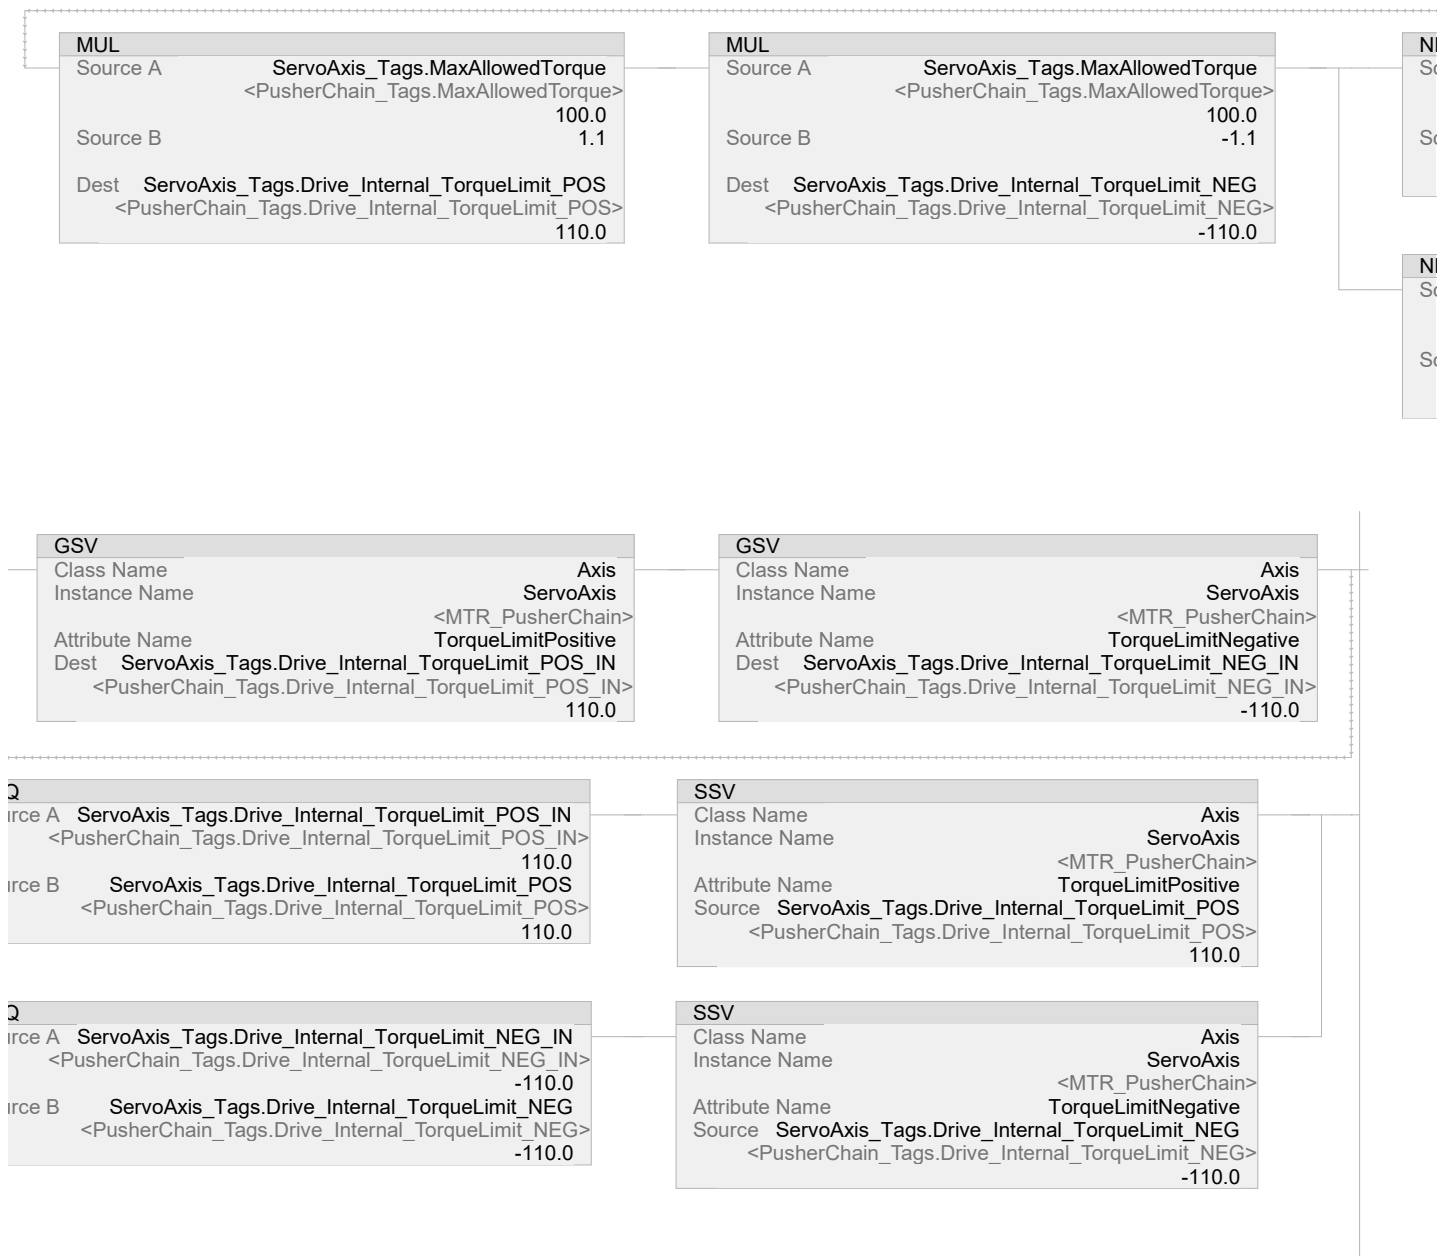 MUL
Source A ServoAxis_Tags.MaxAllowedTorque
<PusherChain_Tags.MaxAllowedTorque>
100.0
Source B 1.1
Dest ServoAxis_Tags.Drive_Internal_TorqueLimit_POS
<PusherChain_Tags.Drive_Internal_TorqueLimit_POS>
110.0
MUL
Source A ServoAxis_Tags.MaxAllowedTorque
<PusherChain_Tags.MaxAllowedTorque>
100.0
Source B -1.1
Dest ServoAxis_Tags.Drive_Internal_TorqueLimit_NEG
<PusherChain_Tags.Drive_Internal_TorqueLimit_NEG>
-110.0
GSV
Class Name Axis
Instance Name ServoAxis
<MTR_PusherChain>
Attribute Name TorqueLimitPositive
Dest ServoAxis_Tags.Drive_Internal_TorqueLimit_POS_IN
<PusherChain_Tags.Drive_Internal_TorqueLimit_POS_IN>
110.0
GSV
Class Name Axis
Instance Name ServoAxis
<MTR_PusherChain>
Attribute Name TorqueLimitNegative
Dest ServoAxis_Tags.Drive_Internal_TorqueLimit_NEG_IN
<PusherChain_Tags.Drive_Internal_TorqueLimit_NEG_IN>
-110.0
Q
rce A ServoAxis_Tags.Drive_Internal_TorqueLimit_POS_IN
<PusherChain_Tags.Drive_Internal_TorqueLimit_POS_IN>
110.0
rce B ServoAxis_Tags.Drive_Internal_TorqueLimit_POS
<PusherChain_Tags.Drive_Internal_TorqueLimit_POS>
110.0
SSV
Class Name Axis
Instance Name ServoAxis
<MTR_PusherChain>
Attribute Name TorqueLimitPositive
Source ServoAxis_Tags.Drive_Internal_TorqueLimit_POS
<PusherChain_Tags.Drive_Internal_TorqueLimit_POS>
110.0
Q
rce A ServoAxis_Tags.Drive_Internal_TorqueLimit_NEG_IN
<PusherChain_Tags.Drive_Internal_TorqueLimit_NEG_IN>
-110.0
rce B ServoAxis_Tags.Drive_Internal_TorqueLimit_NEG
<PusherChain_Tags.Drive_Internal_TorqueLimit_NEG>
-110.0
SSV
Class Name Axis
Instance Name ServoAxis
<MTR_PusherChain>
Attribute Name TorqueLimitNegative
Source ServoAxis_Tags.Drive_Internal_TorqueLimit_NEG
<PusherChain_Tags.Drive_Internal_TorqueLimit_NEG>
-110.0